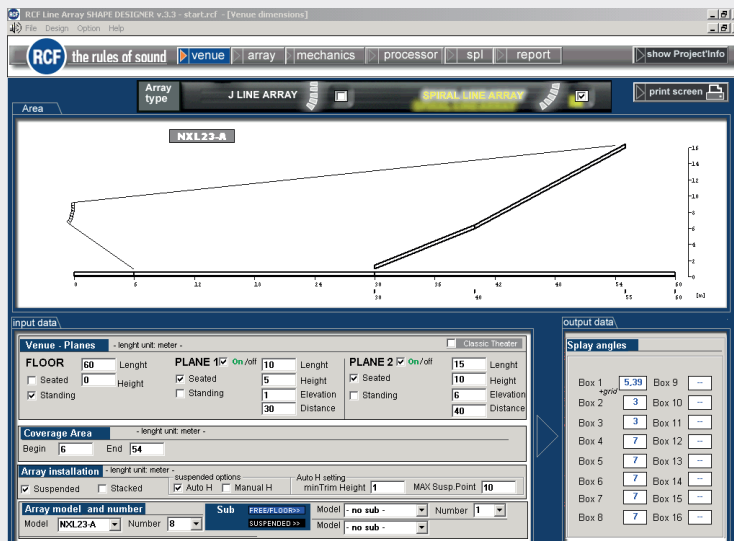 RCF Line Array SHAPE DESIGNER v.3.3 - start.rcf - [Venue dimensions]
File Design Option Help
RCF the rules of sound venue array mechanics processor spl report show Project'Info
Array type J LINE ARRAY SPIRAL LINE ARRAY print screen
Area
NXL23-A
16
14
12
10
8
6
4
2
0
0 6 12 18 24 30 36 42 48 54 60 [m]
30 40 55 60
input data
Venue - Planes - lenght unit: meter - Classic Theater
FLOOR 60 Lenght PLANE 1 On /off 10 Lenght PLANE 2 On /off 15 Lenght
Seated 0 Height Seated 5 Height Seated 10 Height
Standing Standing 1 Elevation Standing 6 Elevation
30 Distance 40 Distance
Coverage Area - lenght unit: meter -
Begin 6 End 54
Array installation - lenght unit: meter - suspended options Auto H setting
Suspended Stacked Auto H Manual H minTrim Height 1 MAX Susp.Point 10
Array model and number Sub FREE/FLOOR>> Model - no sub - Number 1
Model NXL23-A Number 8 SUSPENDED >> Model - no sub -
output data
Splay angles
Box 1 5,39 Box 9 --
+grid
Box 2 3 Box 10 --
Box 3 3 Box 11 --
Box 4 7 Box 12 --
Box 5 7 Box 13 --
Box 6 7 Box 14 --
Box 7 7 Box 15 --
Box 8 7 Box 16 --